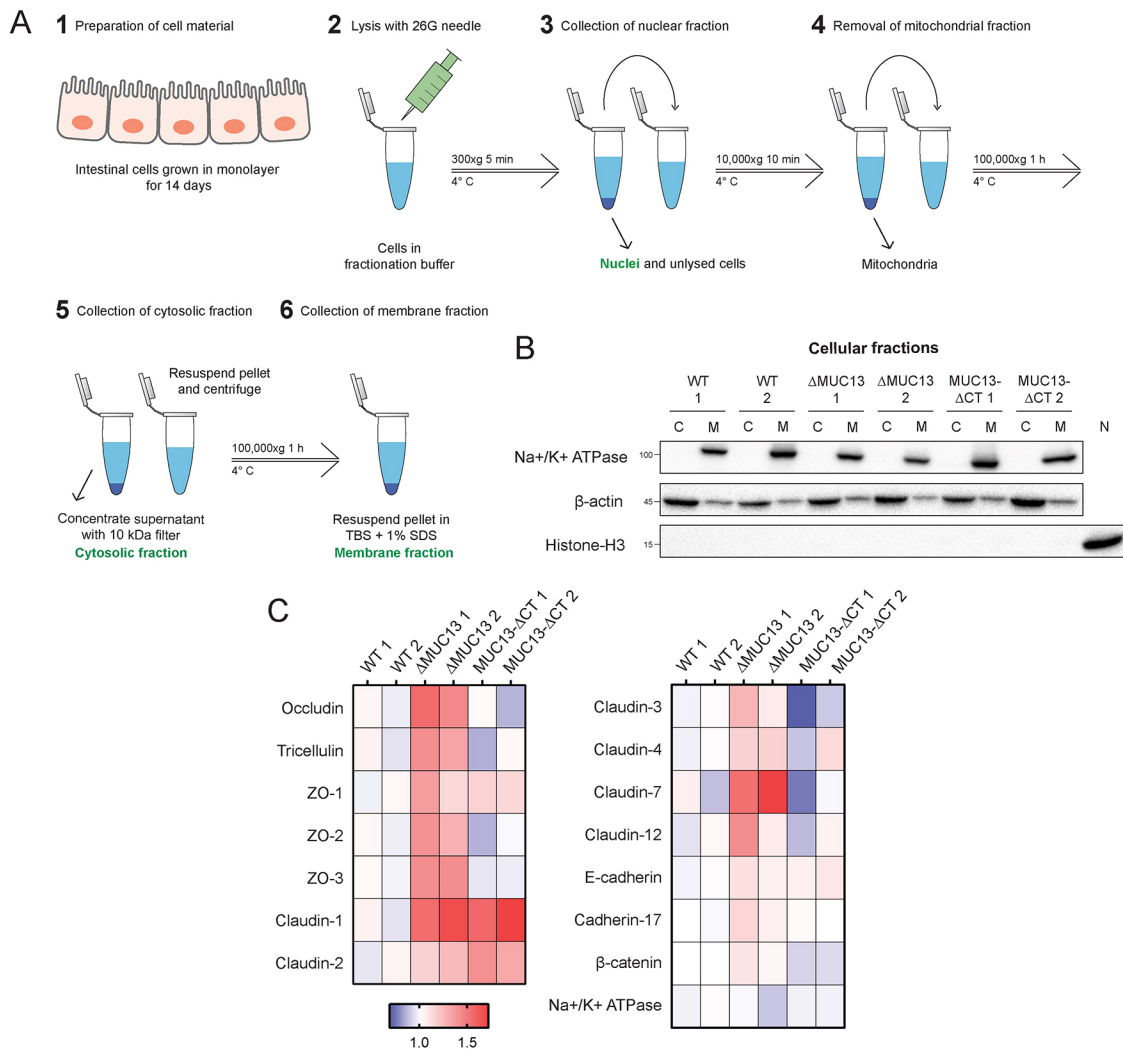 A
1 Preparation of cell material
2 Lysis with 26G needle
3 Collection of nuclear fraction
4 Removal of mitochondrial fraction
Intestinal cells grown in monolayer
for 14 days
300xg 5 min
4° C
10,000xg 10 min
4° C
100,000xg 1 h
4° C
Cells in
fractionation buffer
Nuclei and unlysed cells
Mitochondria
5 Collection of cytosolic fraction
6 Collection of membrane fraction
Resuspend pellet
and centrifuge
100,000xg 1 h
4° C
Concentrate supernatant
with 10 kDa filter
Cytosolic fraction
Resuspend pellet in
TBS + 1% SDS
Membrane fraction
B
Cellular fractions
WT
1
WT
2
ΔMUC13
1
ΔMUC13
2
MUC13-
ΔCT 1
MUC13-
ΔCT 2
C M C M C M C M C M C M N
Na+/K+ ATPase
100
β-actin
45
Histone-H3
15
C
WT 1
WT 2
ΔMUC13 1
ΔMUC13 2
MUC13-ΔCT 1
MUC13-ΔCT 2
Occludin
Tricellulin
ZO-1
ZO-2
ZO-3
Claudin-1
Claudin-2
1.0 1.5
WT 1
WT 2
ΔMUC13 1
ΔMUC13 2
MUC13-ΔCT 1
MUC13-ΔCT 2
Claudin-3
Claudin-4
Claudin-7
Claudin-12
E-cadherin
Cadherin-17
β-catenin
Na+/K+ ATPase